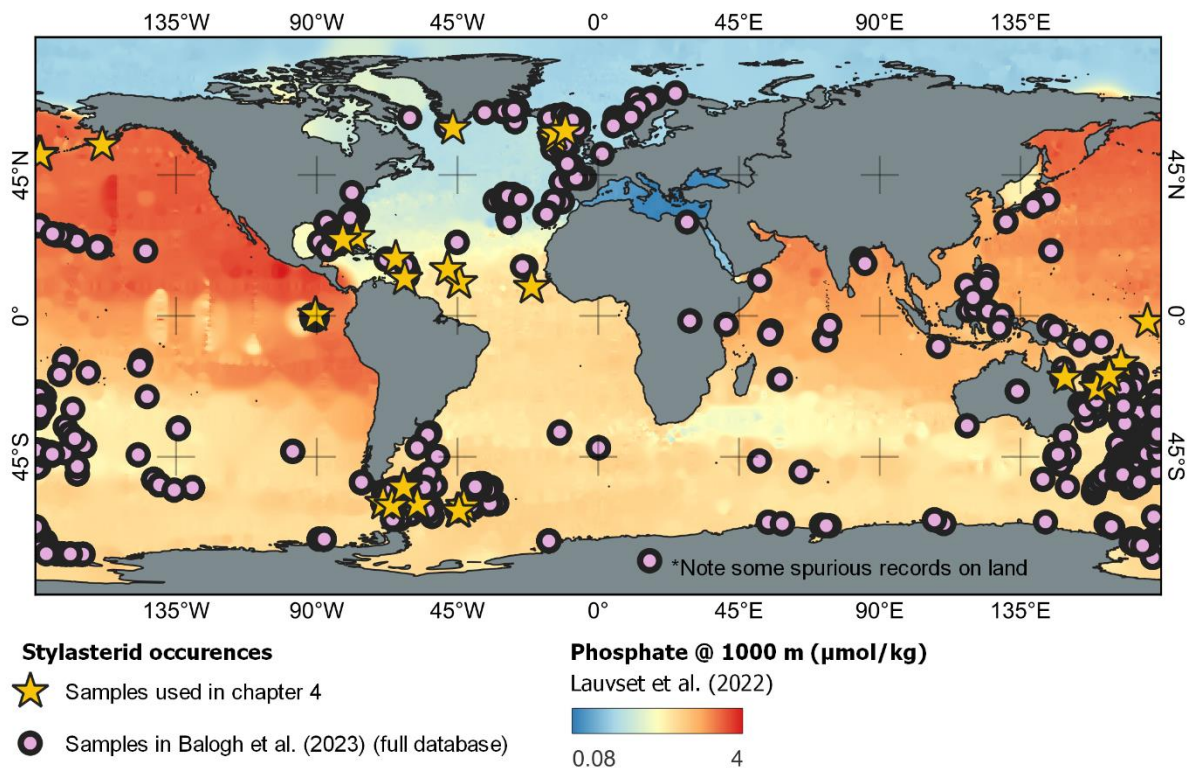 135°W 90°W 45°W 0° 45°E 90°E 135°E
45°N 45°N
0° 0°
45°S 45°S
*Note some spurious records on land
135°W 90°W 45°W 0° 45°E 90°E 135°E
Stylasterid occurences
Samples used in chapter 4
Samples in Balogh et al. (2023) (full database)
Phosphate @ 1000 m (µmol/kg)
Lauvset et al. (2022)
0.08 4